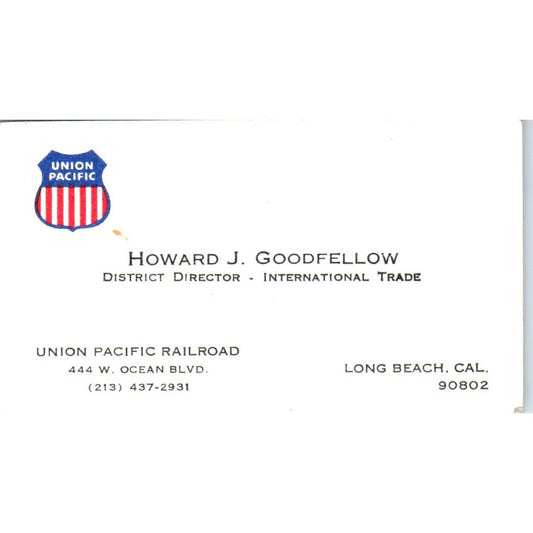 UNION
PACIFIC
HOWARD J. GOODFELLOW
DISTRICT DIRECTOR - INTERNATIONAL TRADE
UNION PACIFIC RAILROAD
444 W. OCEAN BLVD.
(213) 437-2931
LONG BEACH, CAL.
90802